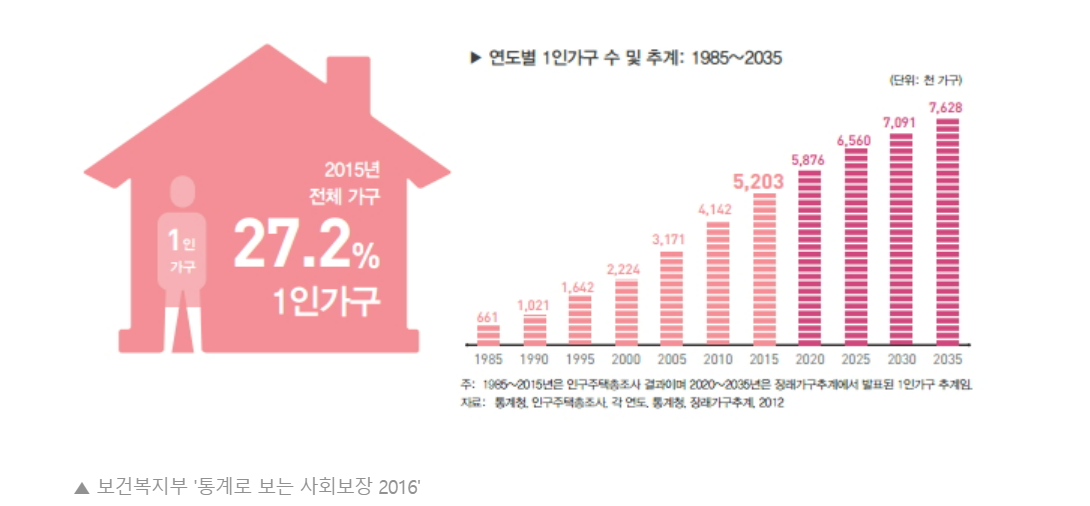 2015년
전체 가구
27.2%
1인가구
1인
가구
▶ 연도별 1인가구 수 및 추계: 1985~2035
(단위: 천 가구)
661
1,021
1,642
2,224
3,171
4,142
5,203
5,876
6,560
7,091
7,628
1985 1990 1995 2000 2005 2010 2015 2020 2025 2030 2035
주: 1985~2015년은 인구주택총조사 결과이며 2020~2035년은 장래가구추계에서 발표된 1인가구 추계임.
자료: 통계청, 인구주택총조사, 각 연도, 통계청, 장래가구추계, 2012
▲ 보건복지부 '통계로 보는 사회보장 2016'